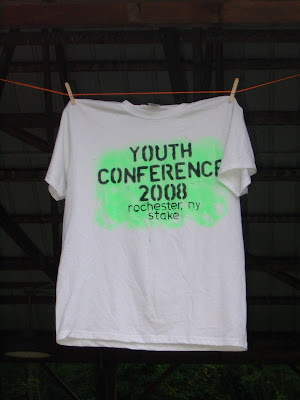 YOUTH
CONFERENCE
2008
rochester, ny
stake